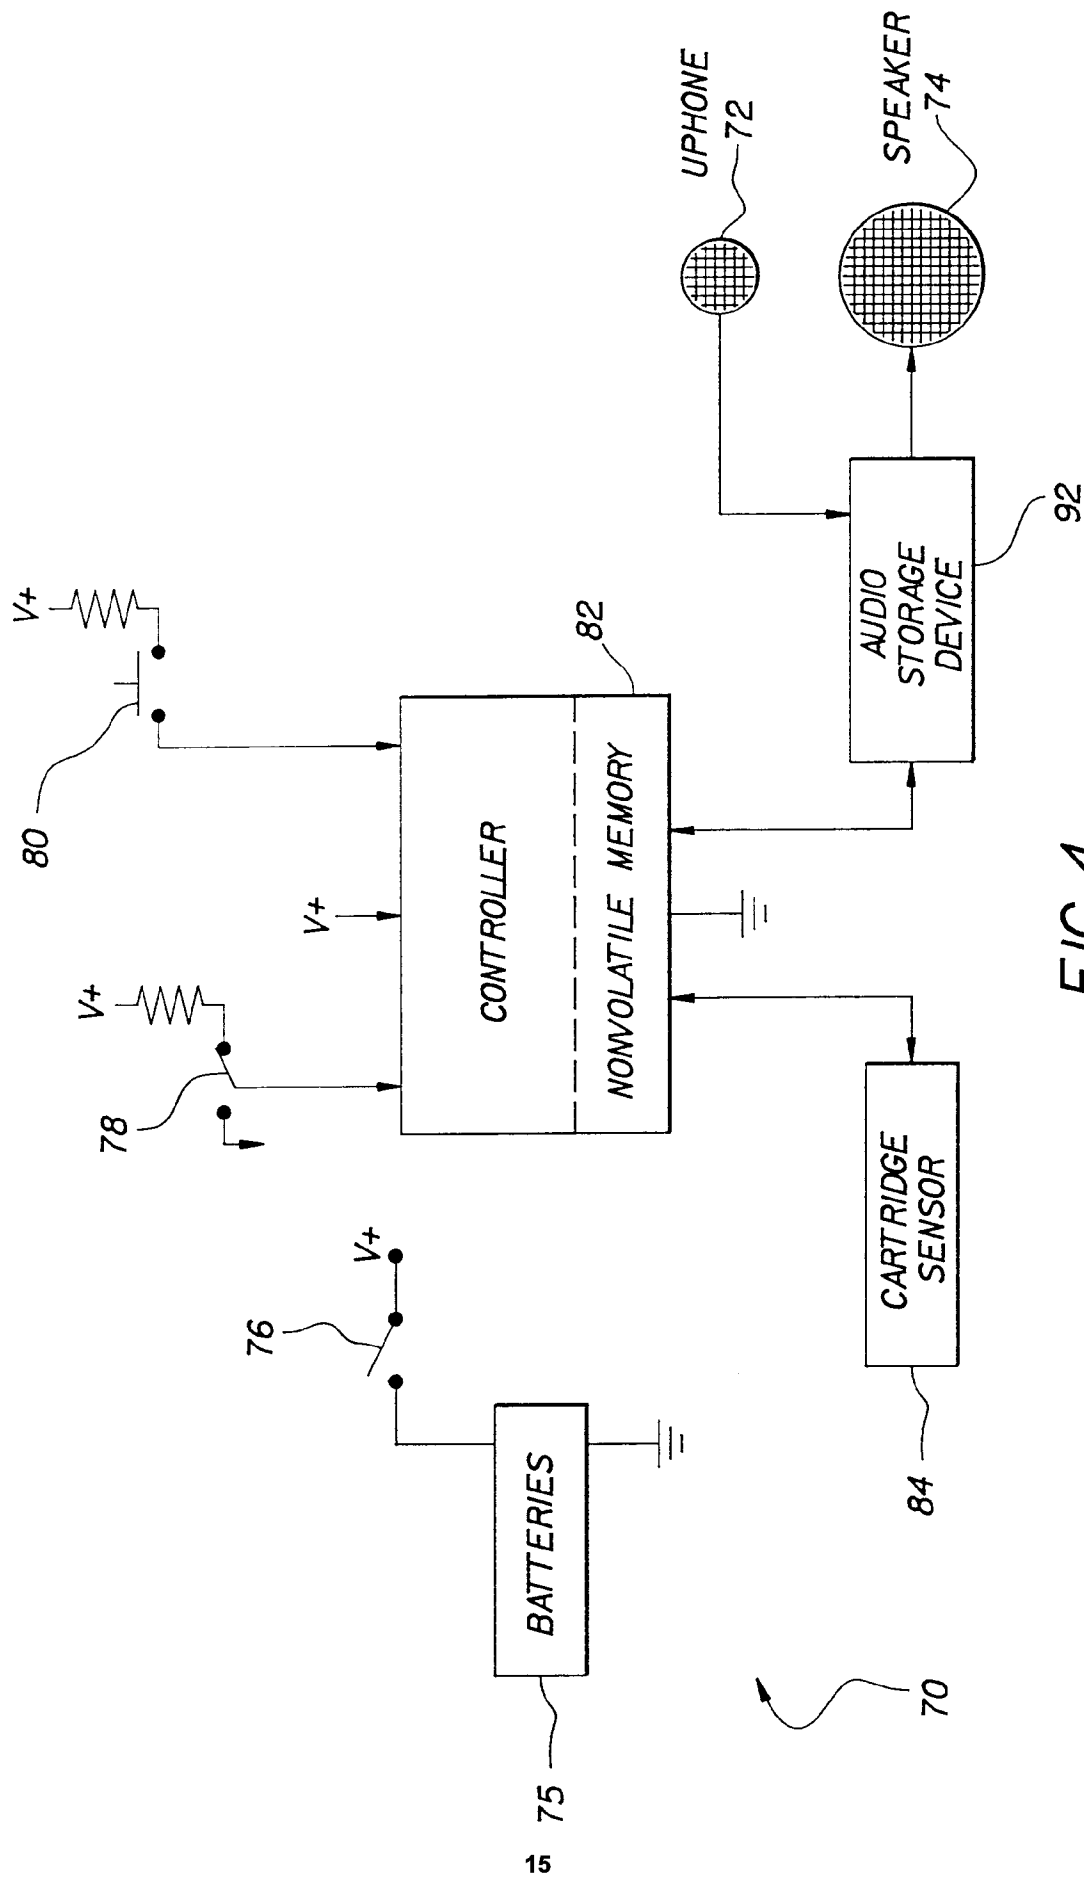 80
V+
78
V+
V+
76
V+
CONTROLLER
NONVOLATILE MEMORY
82
UPHONE
72
SPEAKER
74
AUDIO
STORAGE
DEVICE
92
BATTERIES
75
CARTRIDGE
SENSOR
84
70
15